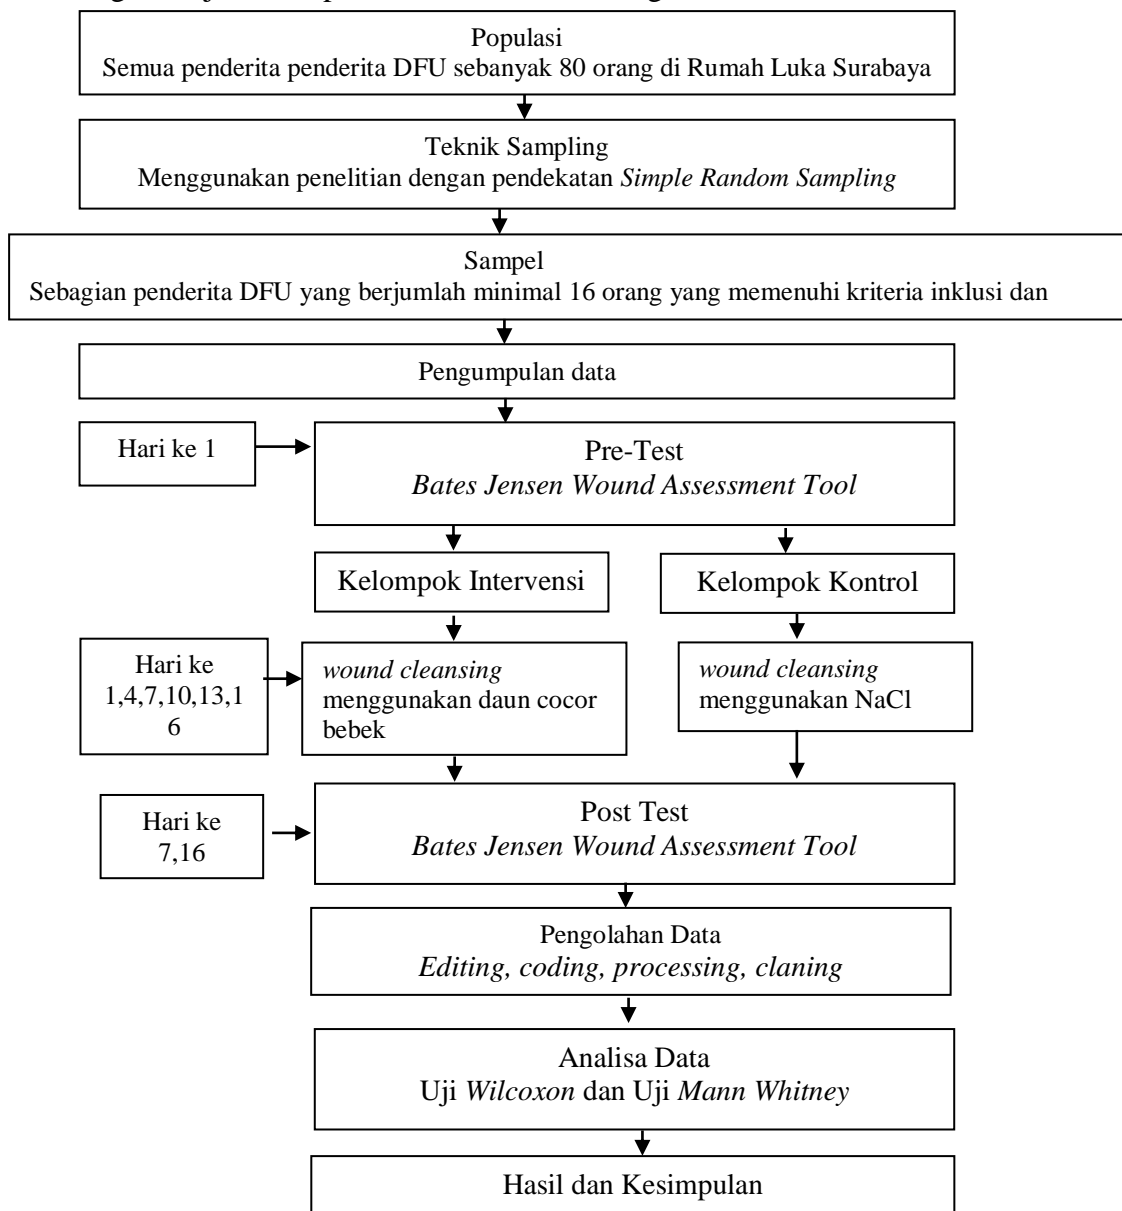 Populasi
Semua penderita penderita DFU sebanyak 80 orang di Rumah Luka Surabaya
Teknik Sampling
Menggunakan penelitian dengan pendekatan Simple Random Sampling
Sampel
Sebagian penderita DFU yang berjumlah minimal 16 orang yang memenuhi kriteria inklusi dan
Pengumpulan data
Hari ke 1
Pre-Test
Bates Jensen Wound Assessment Tool
Kelompok Intervensi
Kelompok Kontrol
Hari ke
1,4,7,10,13,1
6
wound cleansing
menggunakan daun cocor
bebek
wound cleansing
menggunakan NaCl
Hari ke
7,16
Post Test
Bates Jensen Wound Assessment Tool
Pengolahan Data
Editing, coding, processing, claning
Analisa Data
Uji Wilcoxon dan Uji Mann Whitney
Hasil dan Kesimpulan